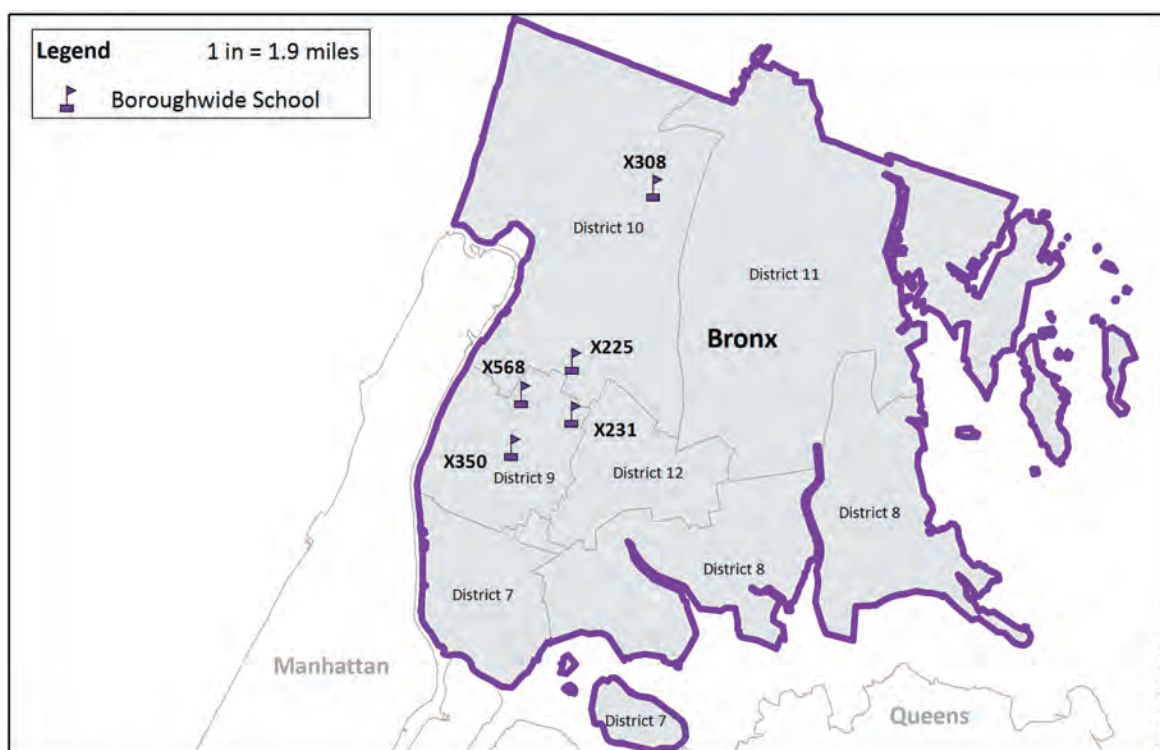 Legend 1 in = 1.9 miles
Boroughwide School
X308
District 10
District 11
Bronx
X225
X568
X231
X350
District 9
District 12
District 8
District 8
District 7
Manhattan
District 7
Queens